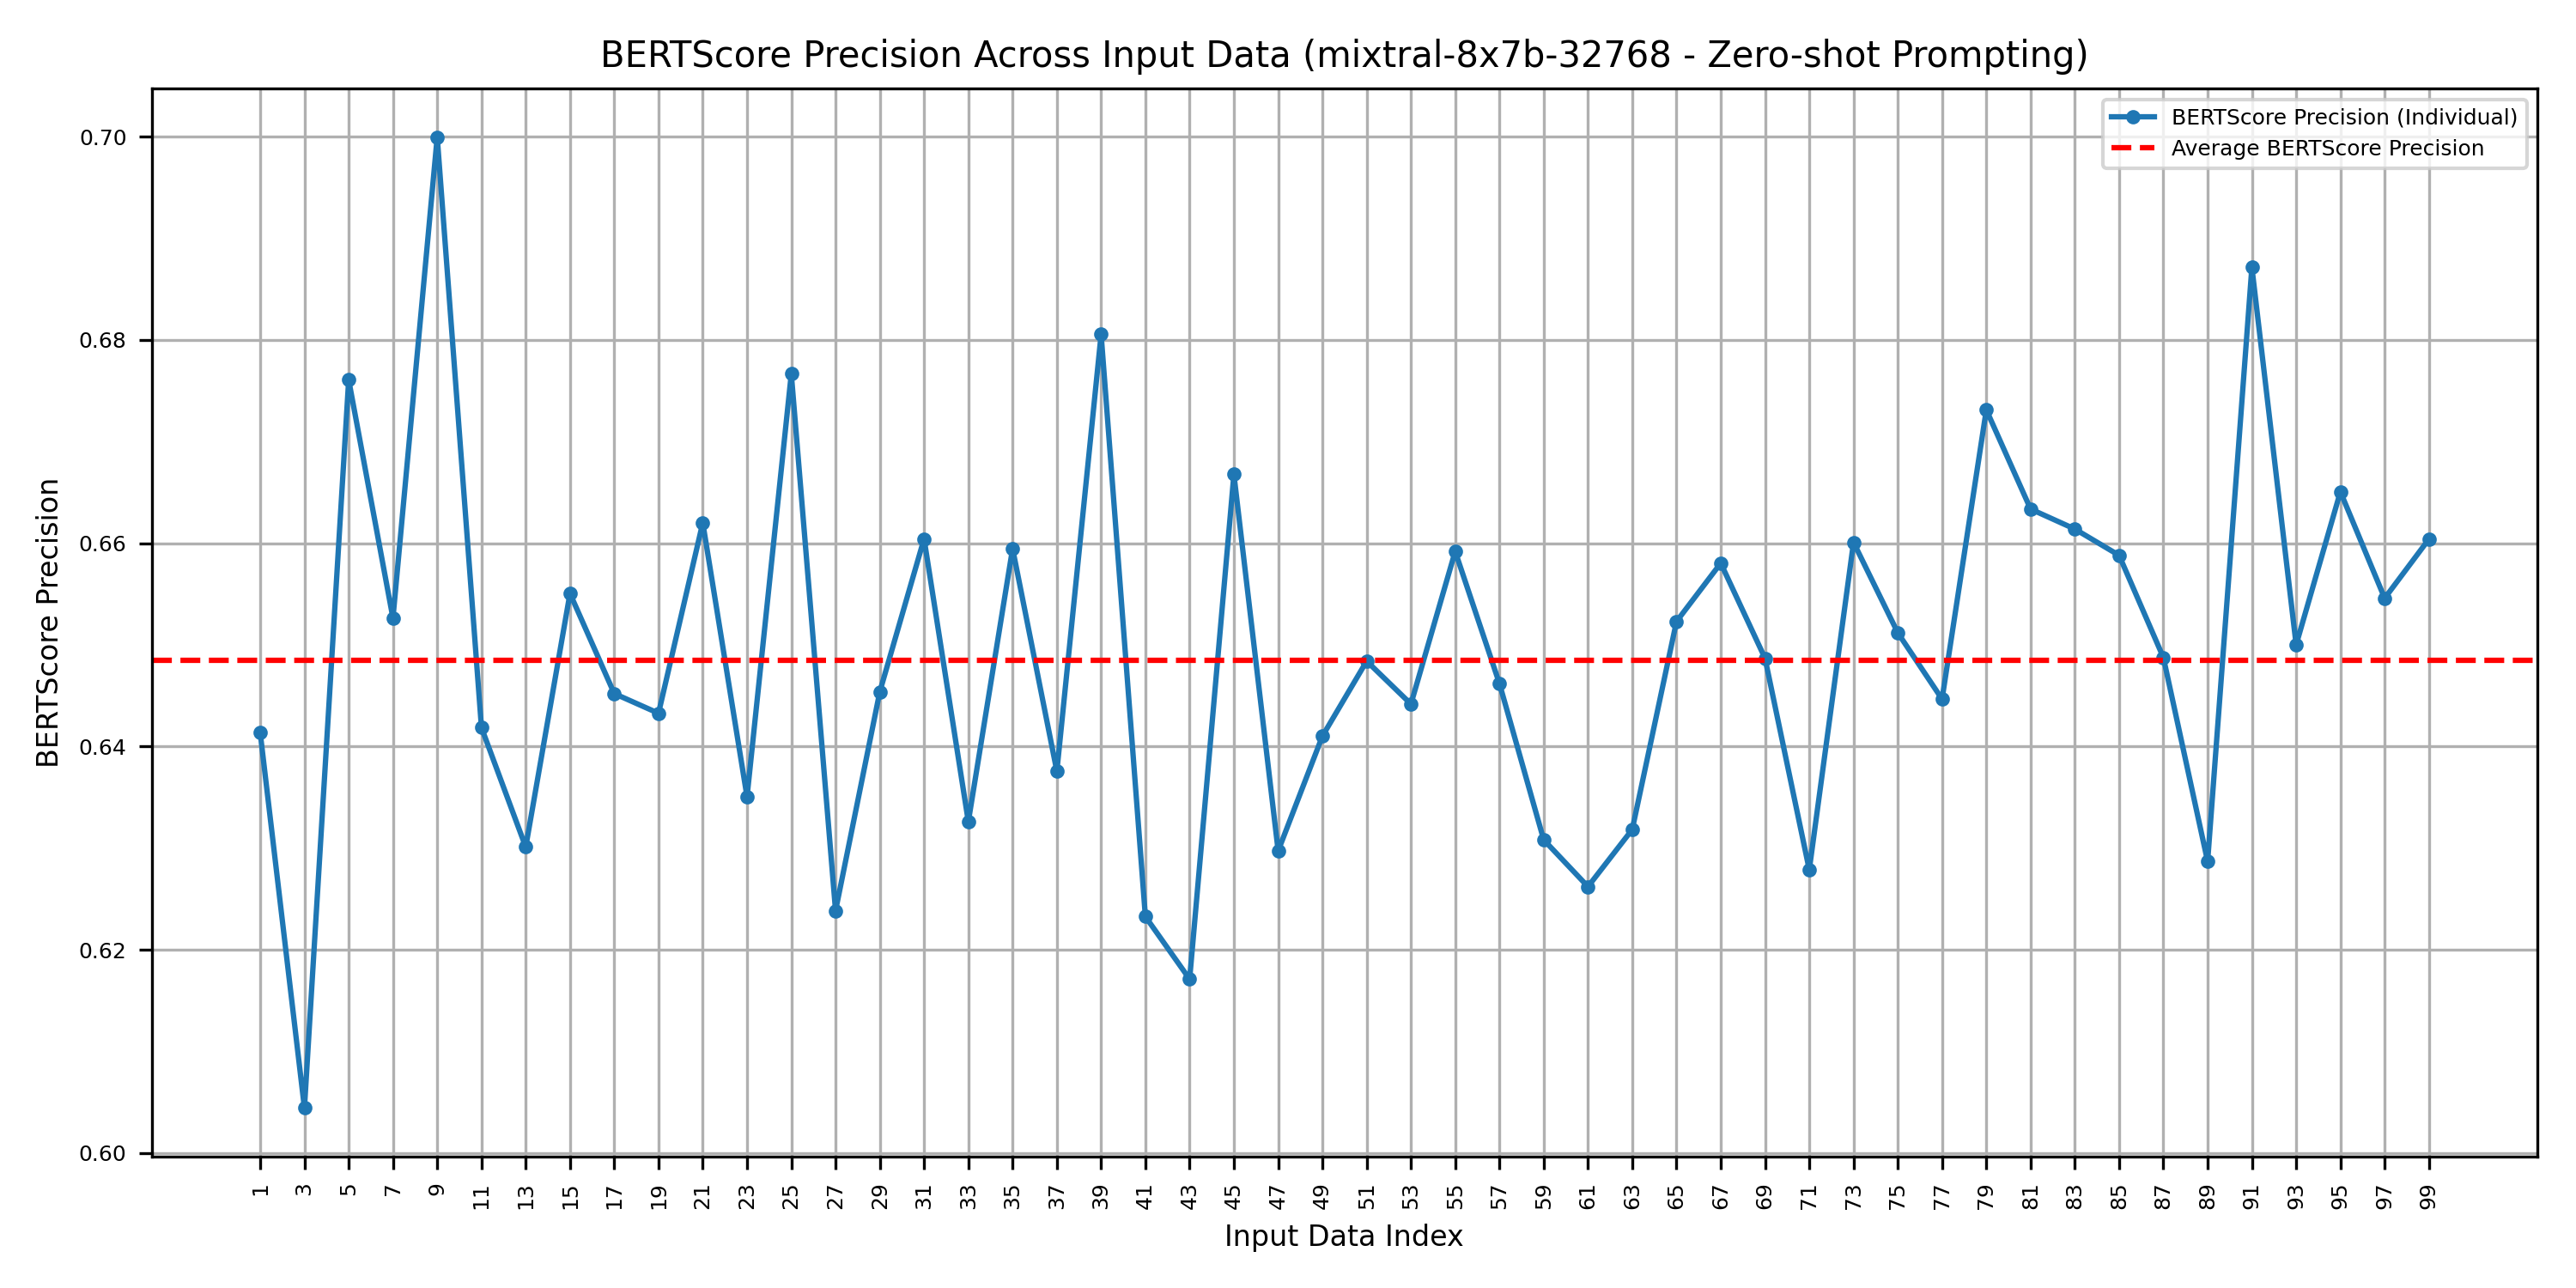 BERTScore Precision Across Input Data (mixtral-8x7b-32768 - Zero-shot Prompting)
BERTScore Precision (Individual)
Average BERTScore Precision
BERTScore Precision
0.70
0.68
0.66
0.64
0.62
0.60
1 3 5 7 9 11 13 15 17 19 21 23 25 27 29 31 33 35 37 39 41 43 45 47 49 51 53 55 57 59 61 63 65 67 69 71 73 75 77 79 81 83 85 87 89 91 93 95 97 99
Input Data Index